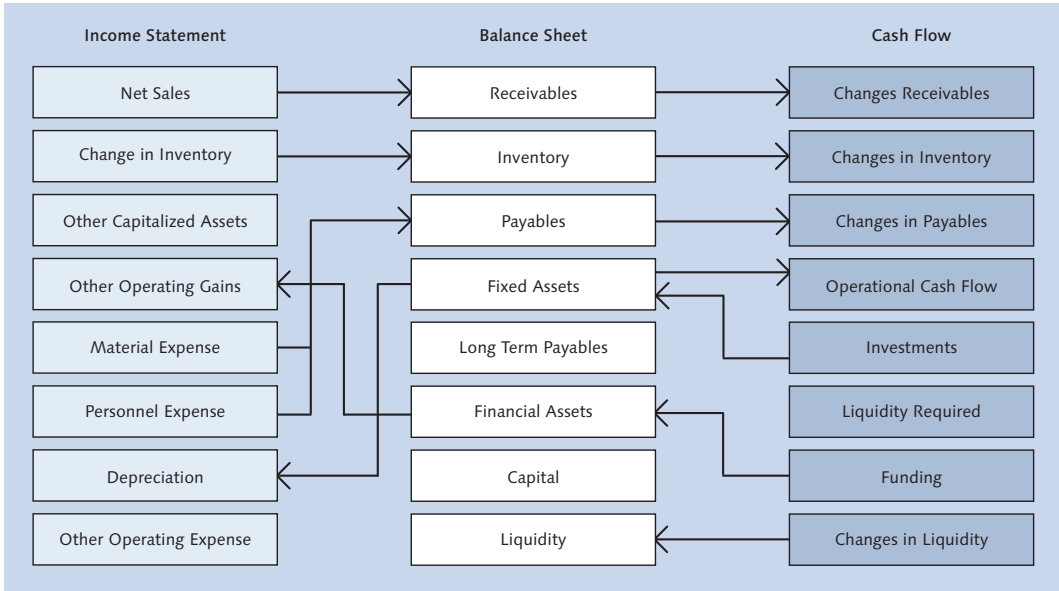 Income Statement
Balance Sheet
Cash Flow
Net Sales
Receivables
Changes Receivables
Change in Inventory
Inventory
Changes in Inventory
Other Capitalized Assets
Payables
Changes in Payables
Other Operating Gains
Fixed Assets
Operational Cash Flow
Material Expense
Long Term Payables
Investments
Personnel Expense
Financial Assets
Liquidity Required
Depreciation
Capital
Funding
Other Operating Expense
Liquidity
Changes in Liquidity